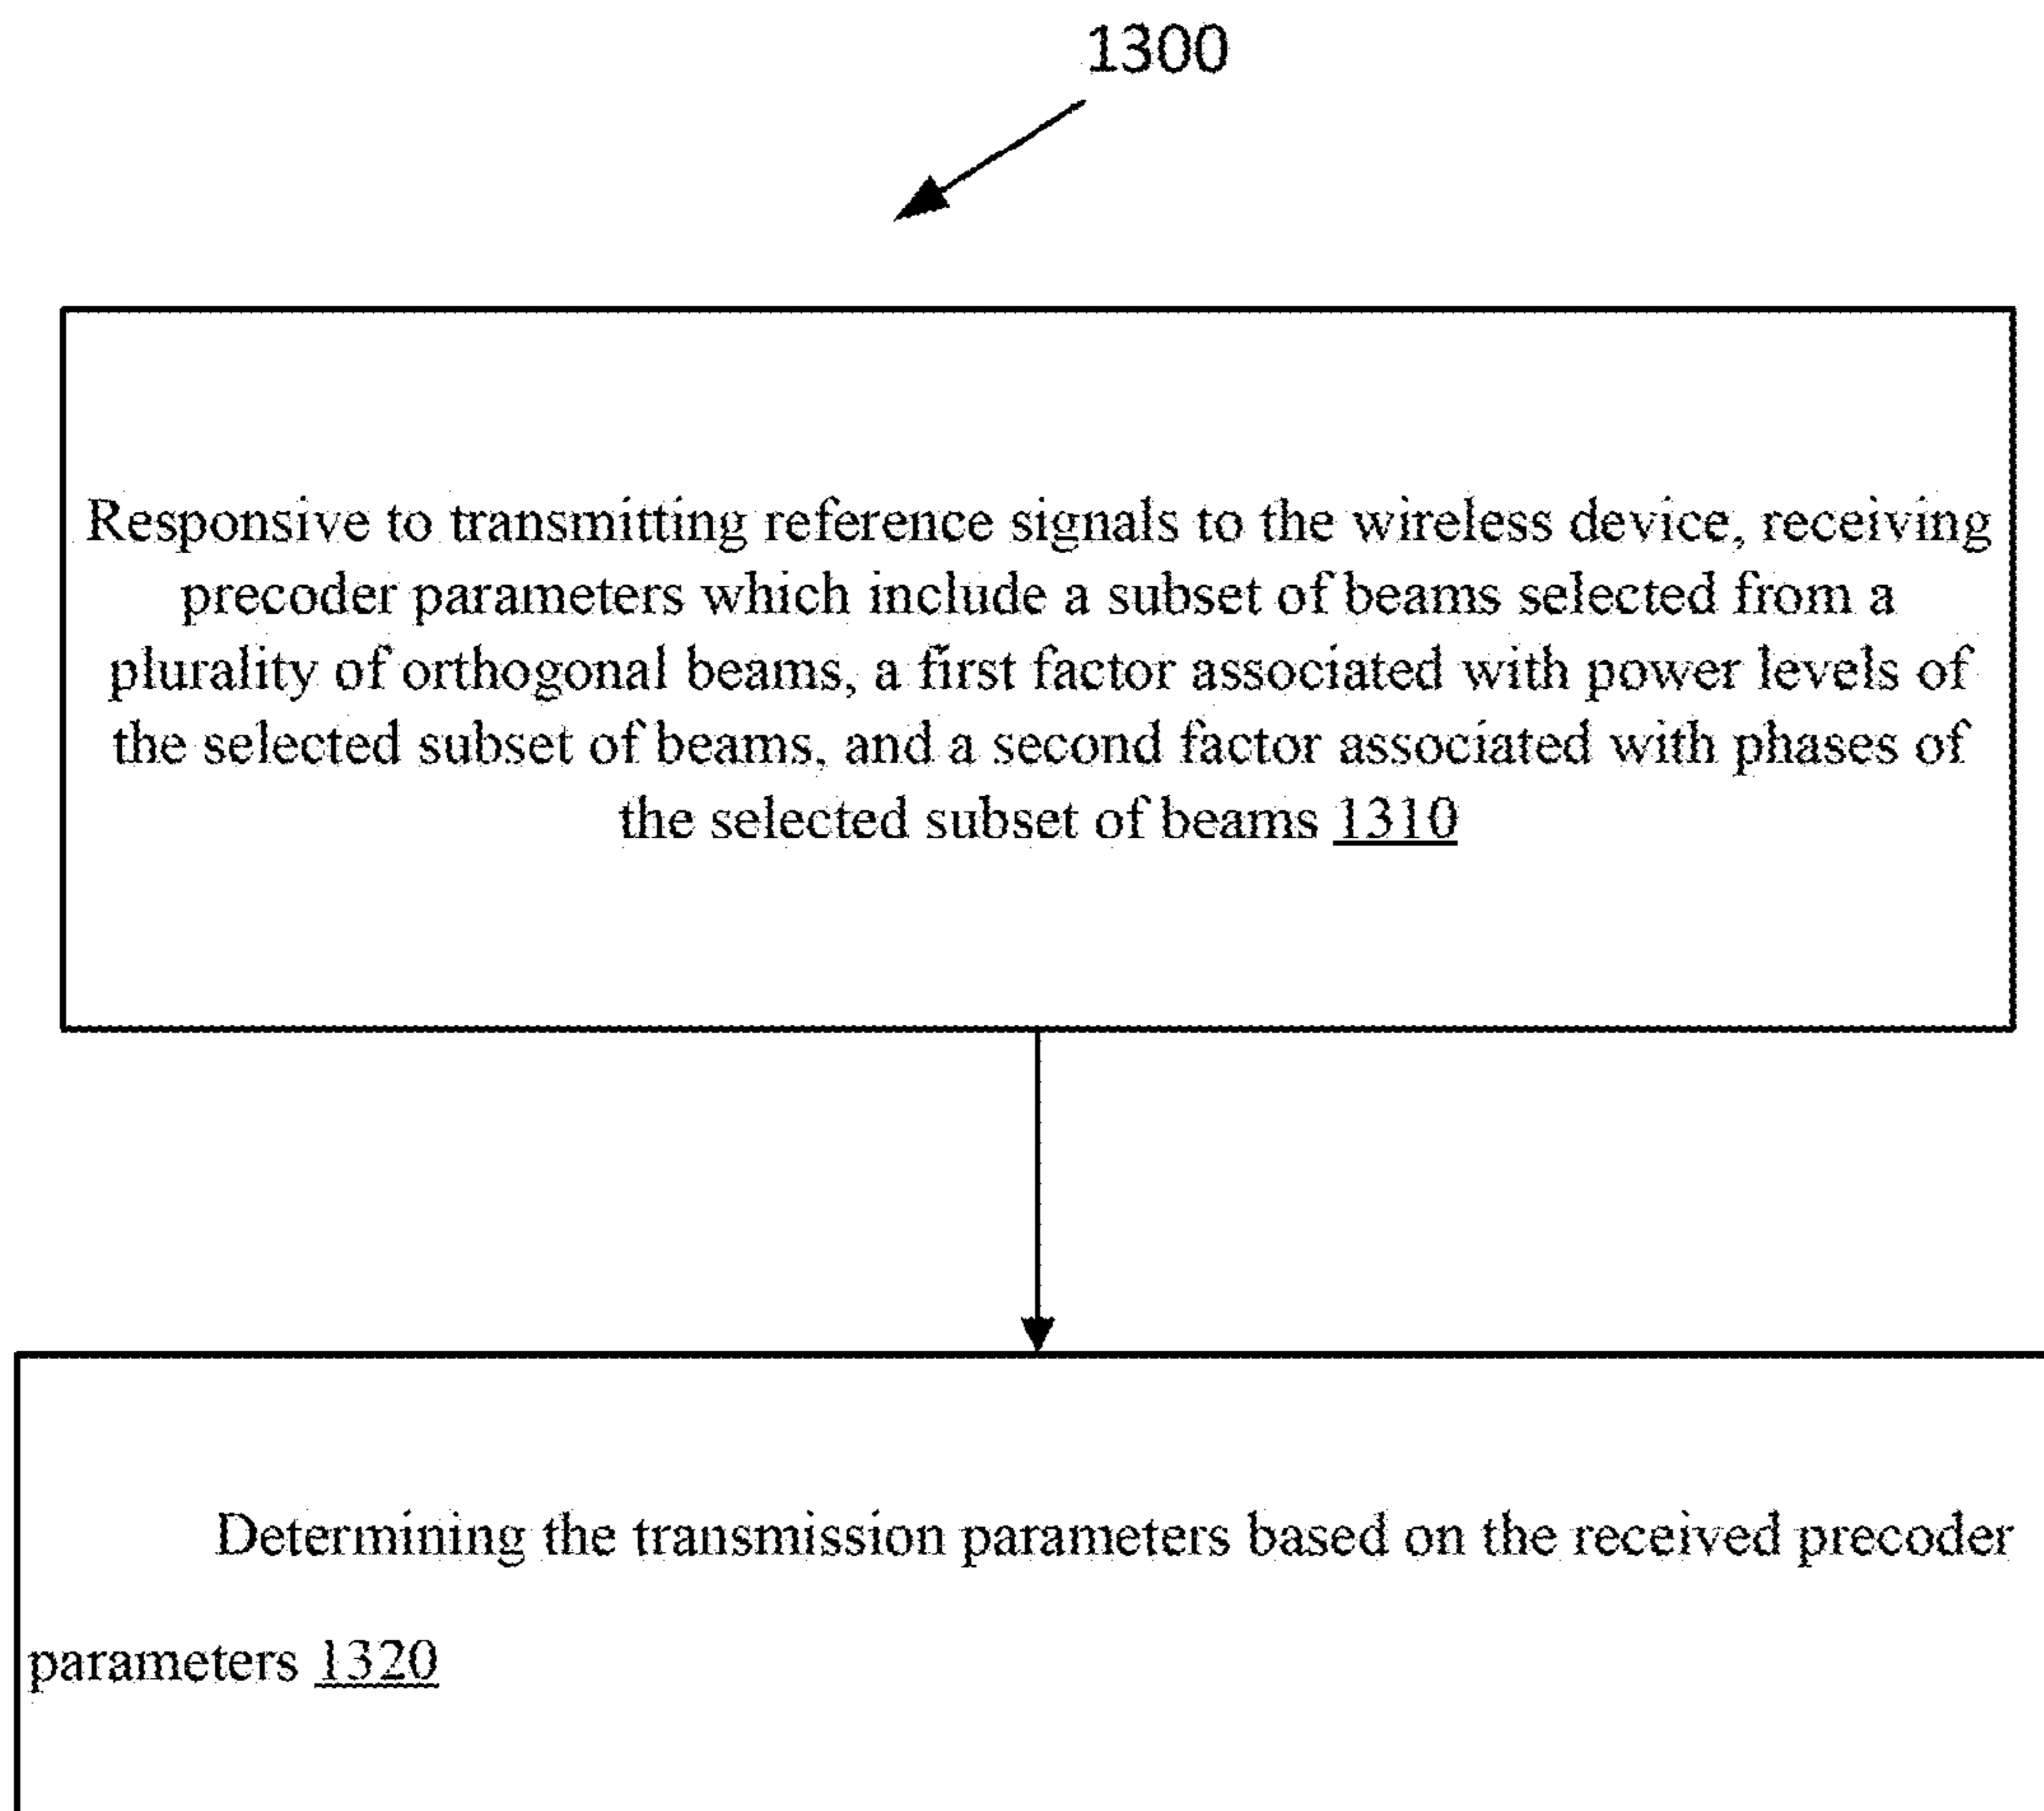 1300
Responsive to transmitting reference signals to the wireless device, receiving
precoder parameters which include a subset of beams selected from a
plurality of orthogonal beams, a first factor associated with power levels of
the selected subset of beams, and a second factor associated with phases of
the selected subset of beams 1310
Determining the transmission parameters based on the received precoder
parameters 1320